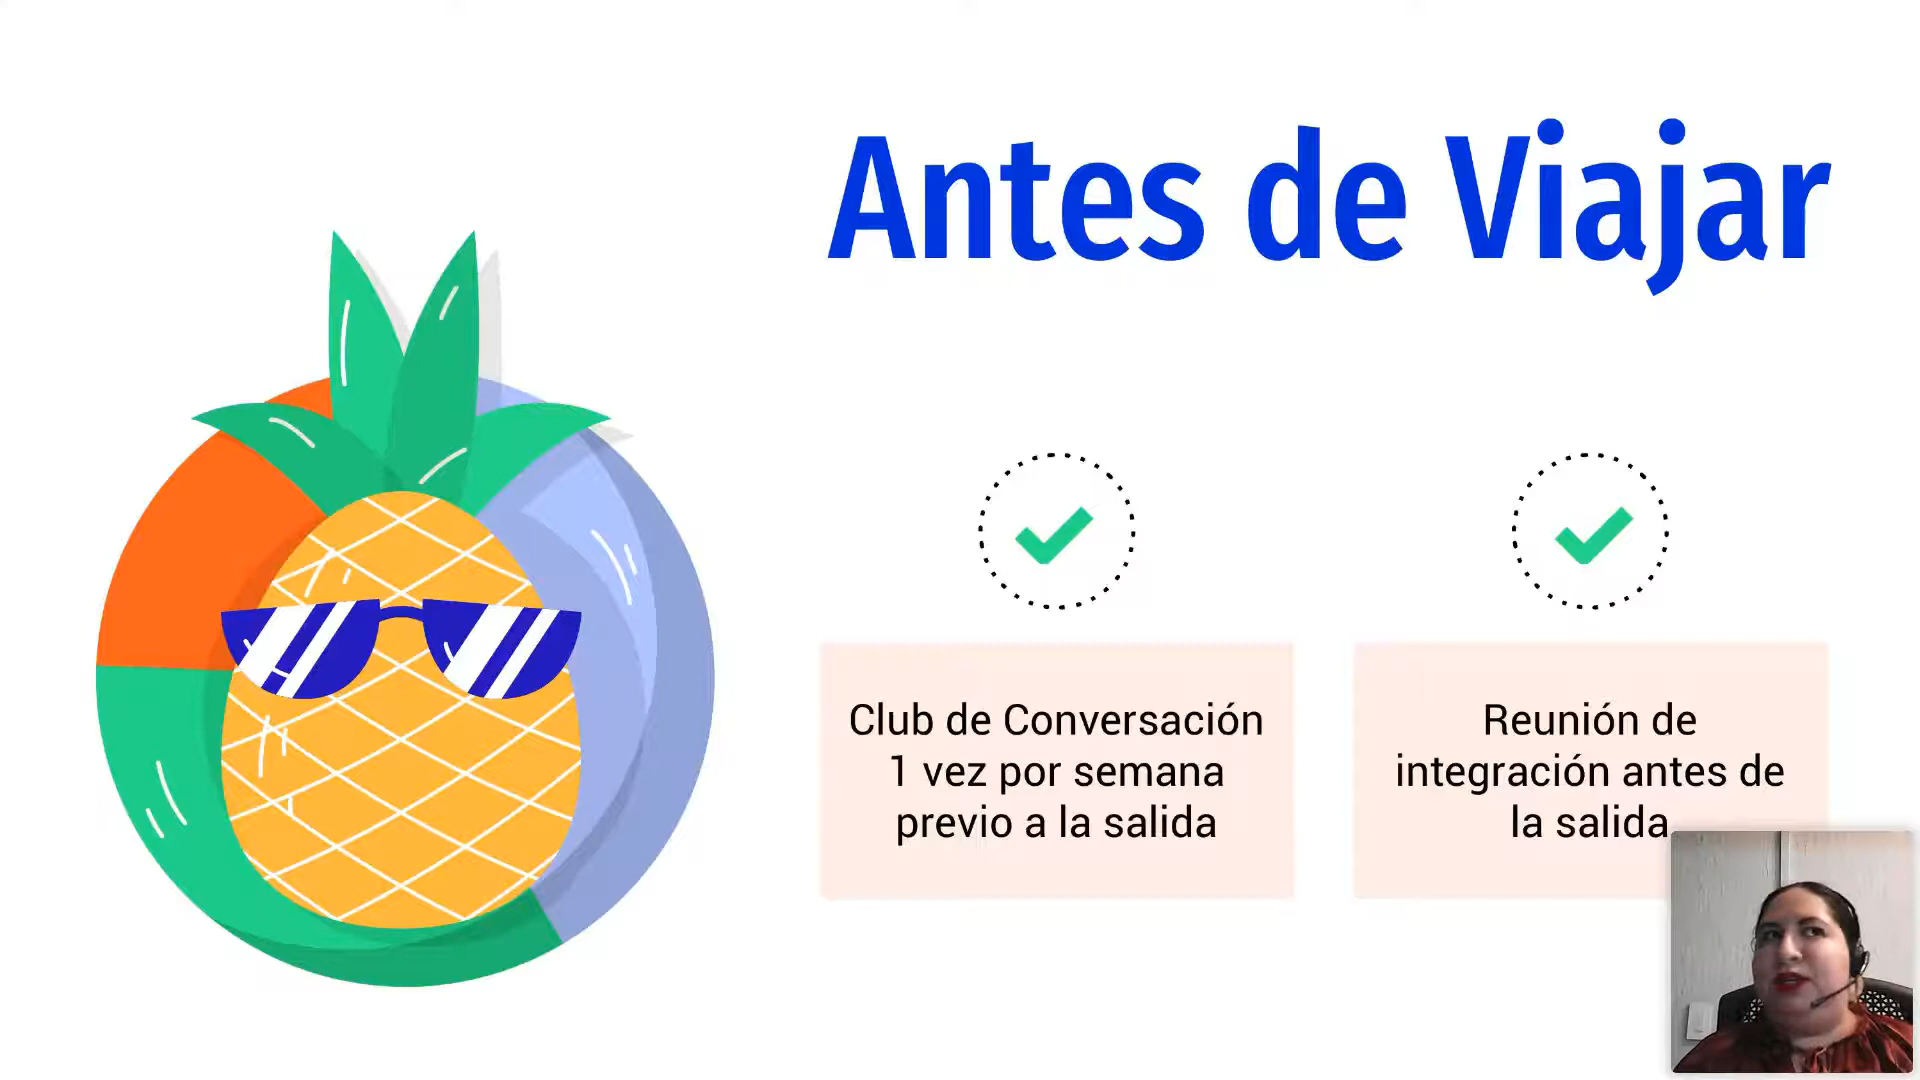 Antes de Viajar
Club de Conversación
1 vez por semana
previo a la salida
Reunión de
integración antes de
la salida